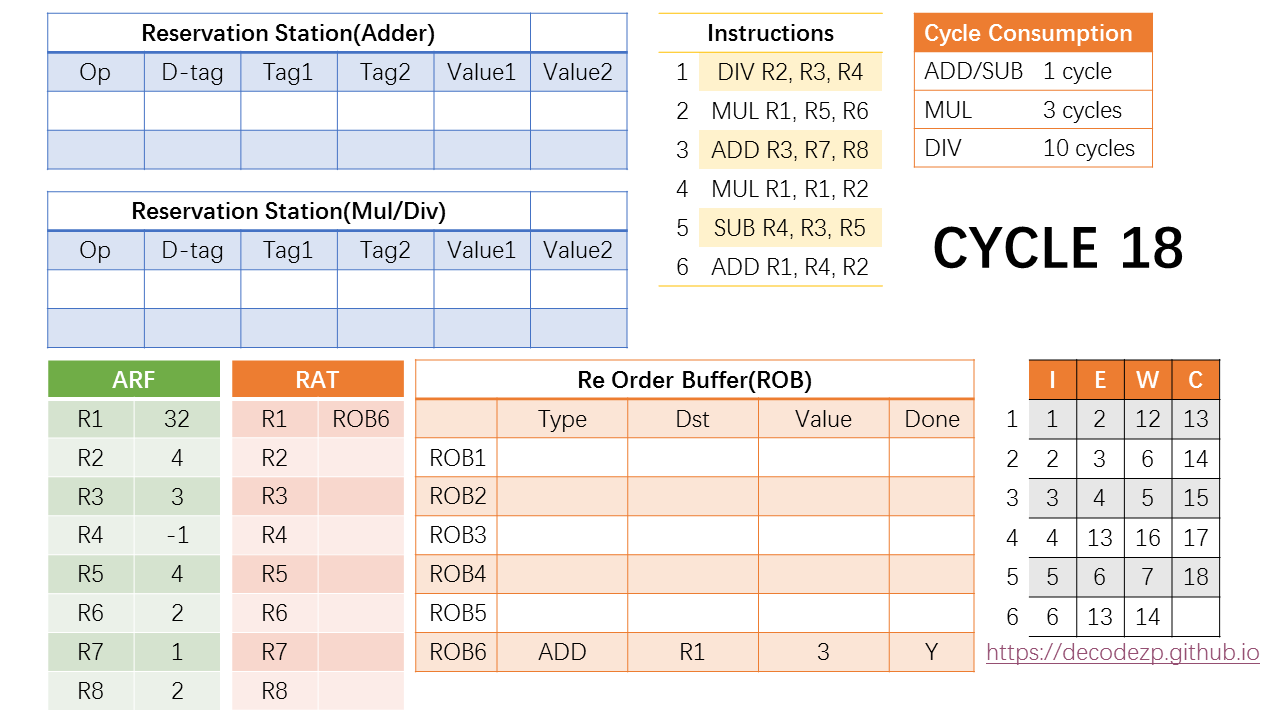 Reservation Station(Adder)
Op D-tag Tag1 Tag2 Value1 Value2
Reservation Station(Mul/Div)
Op D-tag Tag1 Tag2 Value1 Value2
Instructions
1 DIV R2, R3, R4
2 MUL R1, R5, R6
3 ADD R3, R7, R8
4 MUL R1, R1, R2
5 SUB R4, R3, R5
6 ADD R1, R4, R2
Cycle Consumption
ADD/SUB 1 cycle
MUL 3 cycles
DIV 10 cycles
CYCLE 18
ARF
R1 32
R2 4
R3 3
R4 -1
R5 4
R6 2
R7 1
R8 2
RAT
R1 ROB6
R2
R3
R4
R5
R6
R7
R8
Re Order Buffer(ROB)
Type Dst Value Done
ROB1
ROB2
ROB3
ROB4
ROB5
ROB6 ADD R1 3 Y
I E W C
1 1 2 12 13
2 2 3 6 14
3 3 4 5 15
4 4 13 16 17
5 5 6 7 18
6 6 13 14
https://decodezp.github.io